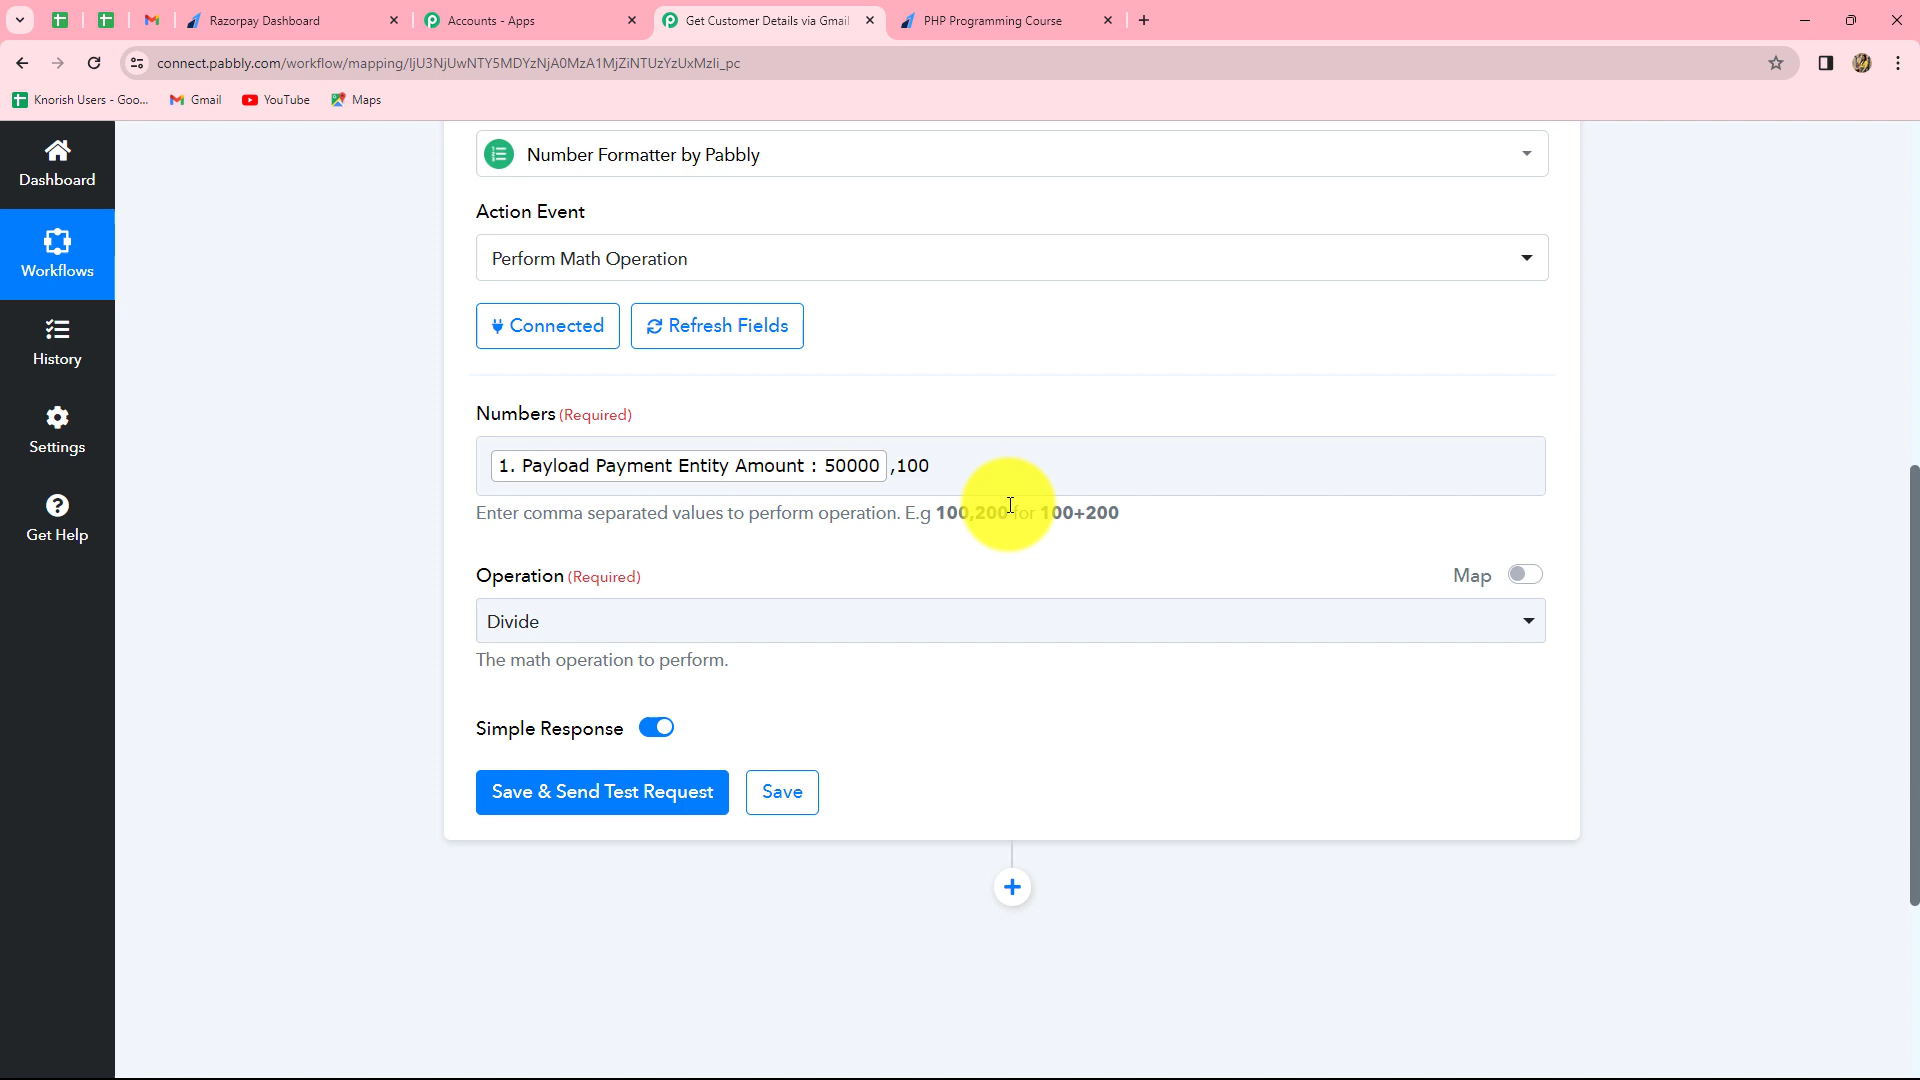 Razorpay Dashboard
Accounts - Apps
Get Customer Details via Gmail
PHP Programming Course
connect.pabbly.com/workflow/mapping/IjU3NjUwNTY5MDYzNjA0MzA1MjZiNTUzYzUxMzIi_pc
Knorish Users - Goo...
Gmail
YouTube
Maps
Dashboard
Workflows
History
Settings
Get Help
Number Formatter by Pabbly
Action Event
Perform Math Operation
Connected
Refresh Fields
Numbers (Required)
1. Payload Payment Entity Amount : 50000 ,100
Enter comma separated values to perform operation. E.g 100,200 for 100+200
Operation (Required)
Map
Divide
The math operation to perform.
Simple Response
Save & Send Test Request
Save